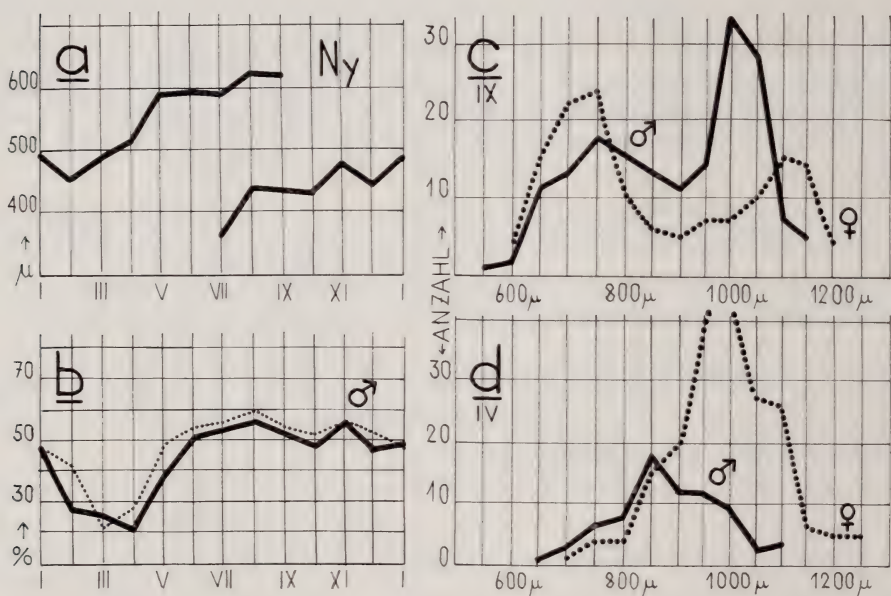 a Ny
600
500
400
↑
μ
I III V VII IX XI I
b ♂
70
50
30
↑
%
I III V VII IX XI I
C
IX
30
20
10
♂
♀
600μ 800μ 1000μ 1200μ
←ANZAHL→
d
IV
30
20
10
0
♂
♀
600μ 800μ 1000μ 1200μ